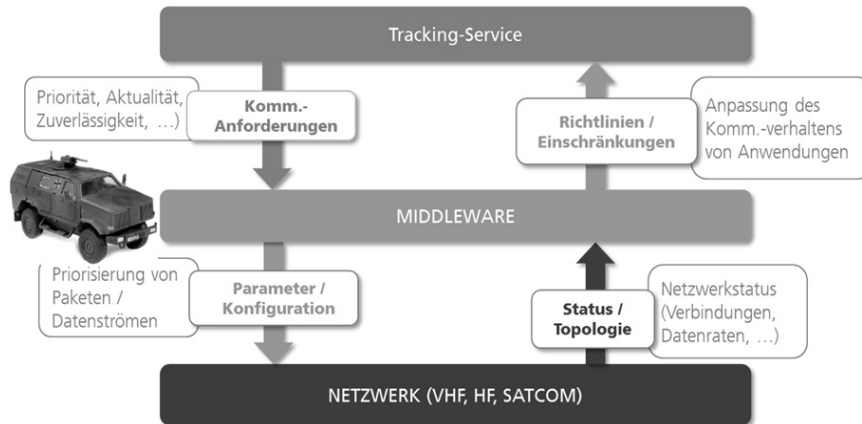 Tracking-Service
Priorität, Aktualität,
Zuverlässigkeit, ...)
Komm.-
Anforderungen
Richtlinien /
Einschränkungen
Anpassung des
Komm.-verhaltens
von Anwendungen
MIDDLEWARE
Priorisierung von
Paketen /
Datenströmen
Parameter /
Konfiguration
Status /
Topologie
Netzwerkstatus
(Verbindungen,
Datenraten, ...)
NETZWERK (VHF, HF, SATCOM)